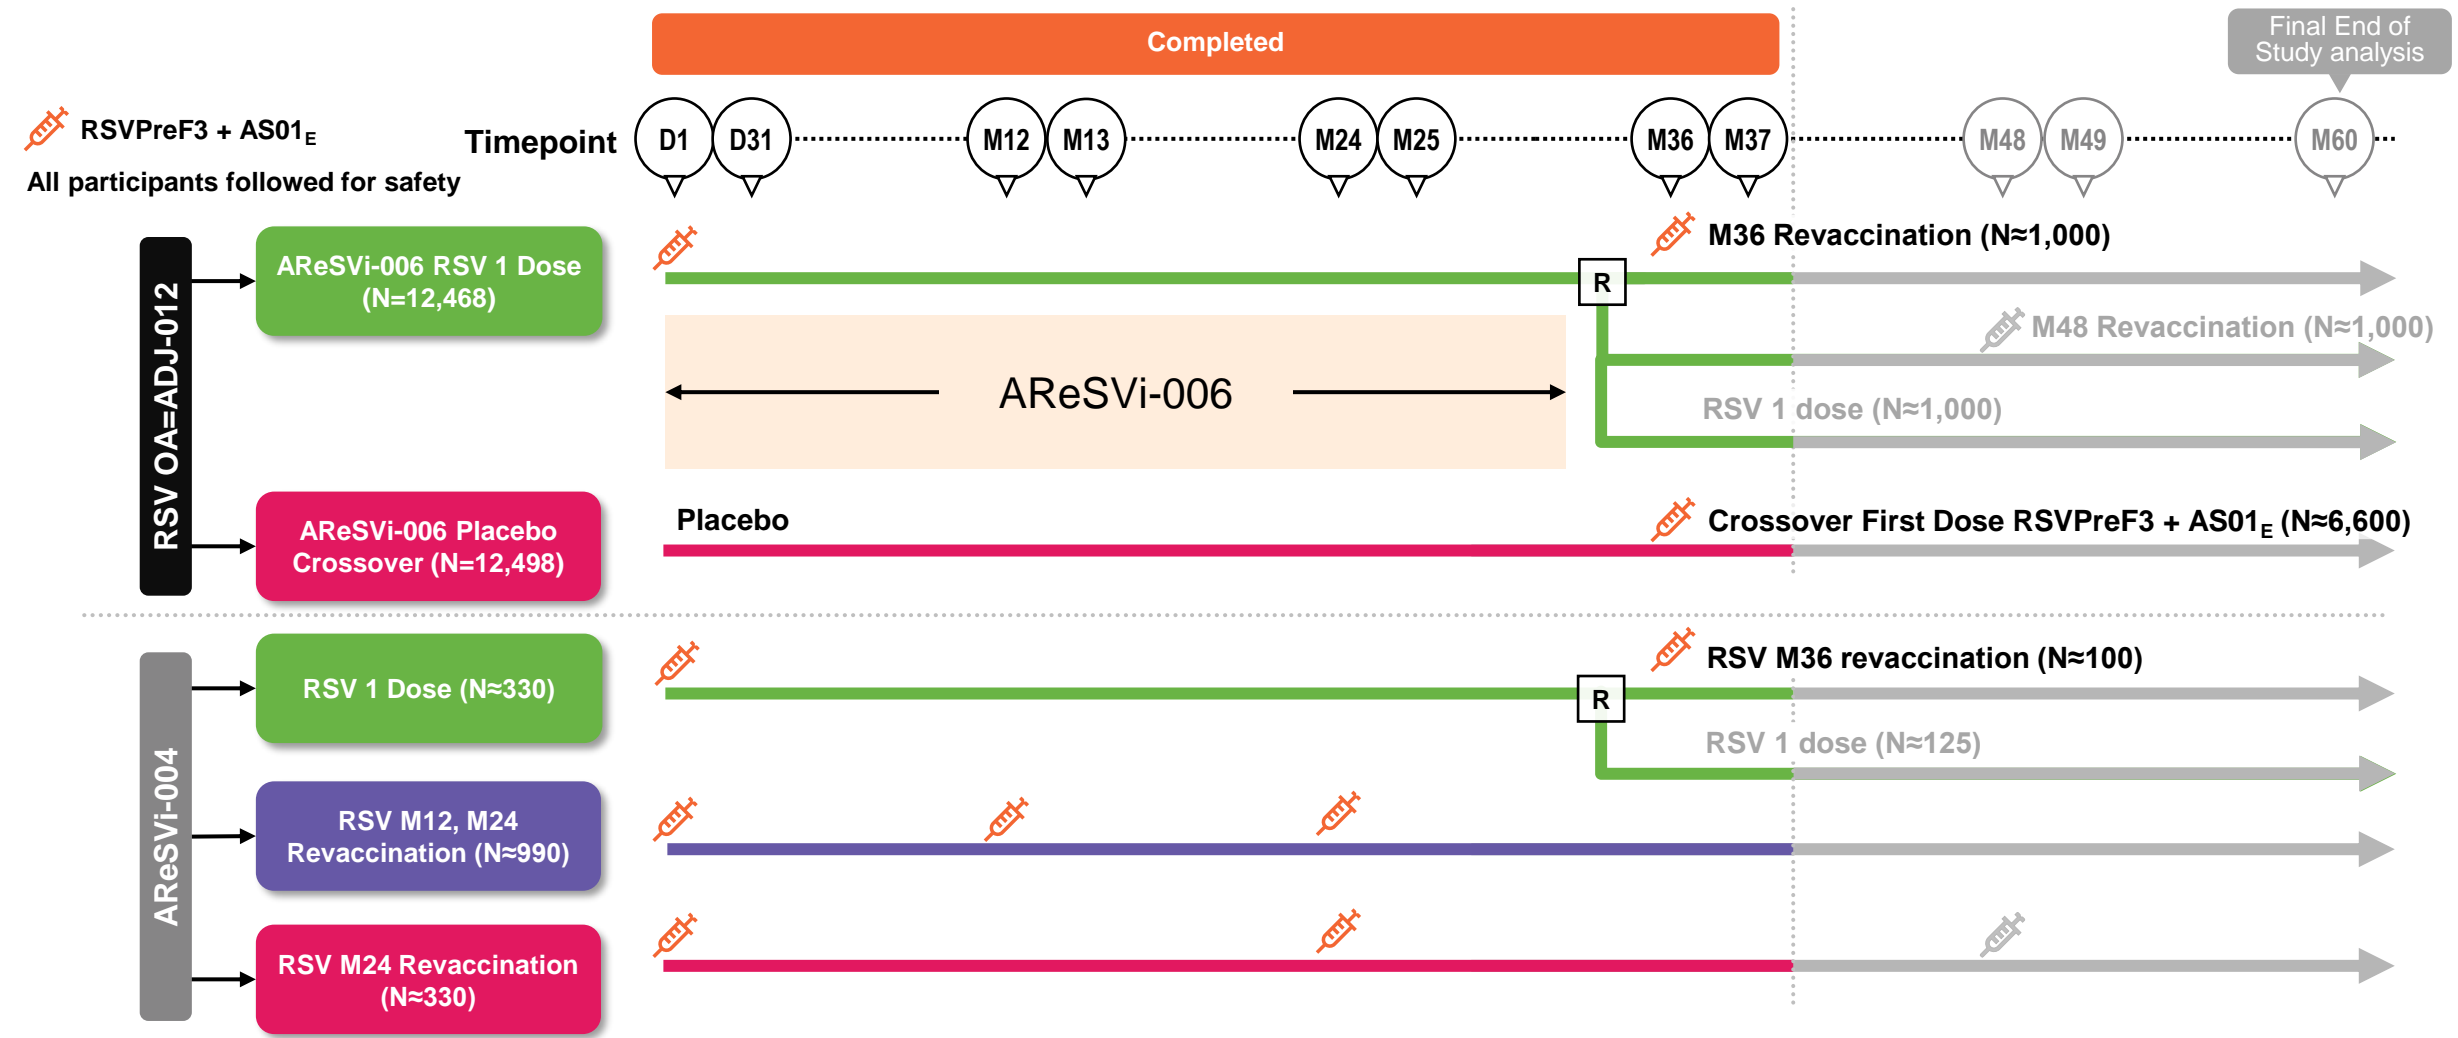 Completed
Final End of
Study analysis
RSVPreF3 + AS01E
All participants followed for safety
Timepoint
D1
D31
M12
M13
M24
M25
M36
M37
M48
M49
M60
RSV OA=ADJ-012
AReSVi-006 RSV 1 Dose
(N=12,468)
M36 Revaccination (N≈1,000)
R
M48 Revaccination (N≈1,000)
AReSVi-006
RSV 1 dose (N≈1,000)
AReSVi-006 Placebo
Crossover (N=12,498)
Placebo
Crossover First Dose RSVPreF3 + AS01E (N≈6,600)
AReSVi-004
RSV 1 Dose (N≈330)
RSV M36 revaccination (N≈100)
R
RSV 1 dose (N≈125)
RSV M12, M24
Revaccination (N≈990)
RSV M24 Revaccination
(N≈330)